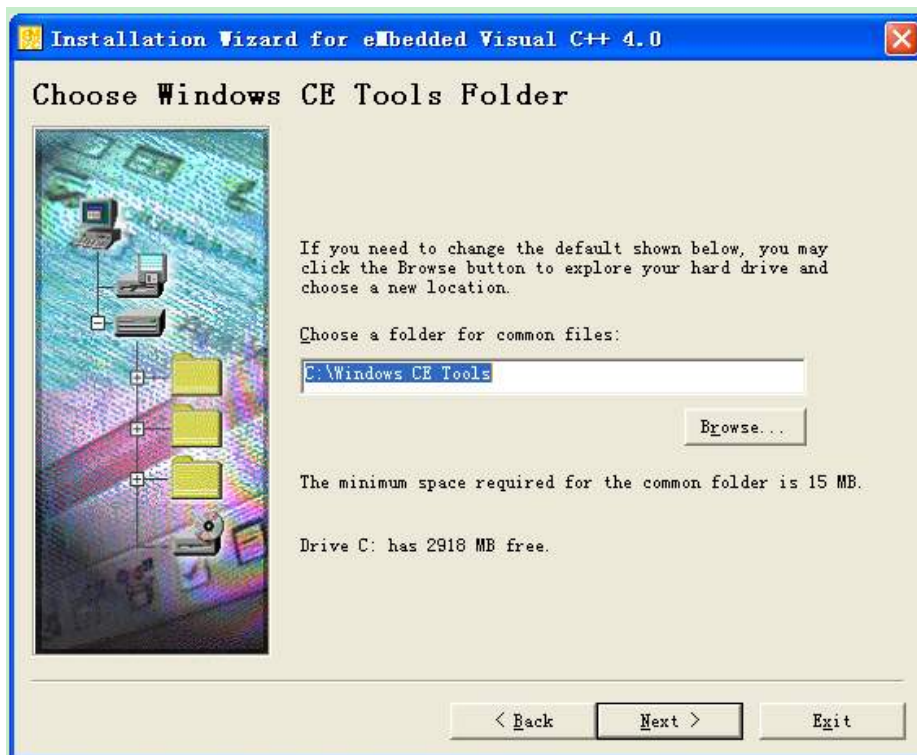 Installation Wizard for eMbedded Visual C++ 4.0
Choose Windows CE Tools Folder
If you need to change the default shown below, you may
click the Browse button to explore your hard drive and
choose a new location.
Choose a folder for common files:
C:\Windows CE Tools
Browse...
The minimum space required for the common folder is 15 MB.
Drive C: has 2918 MB free.
< Back
Next >
Exit